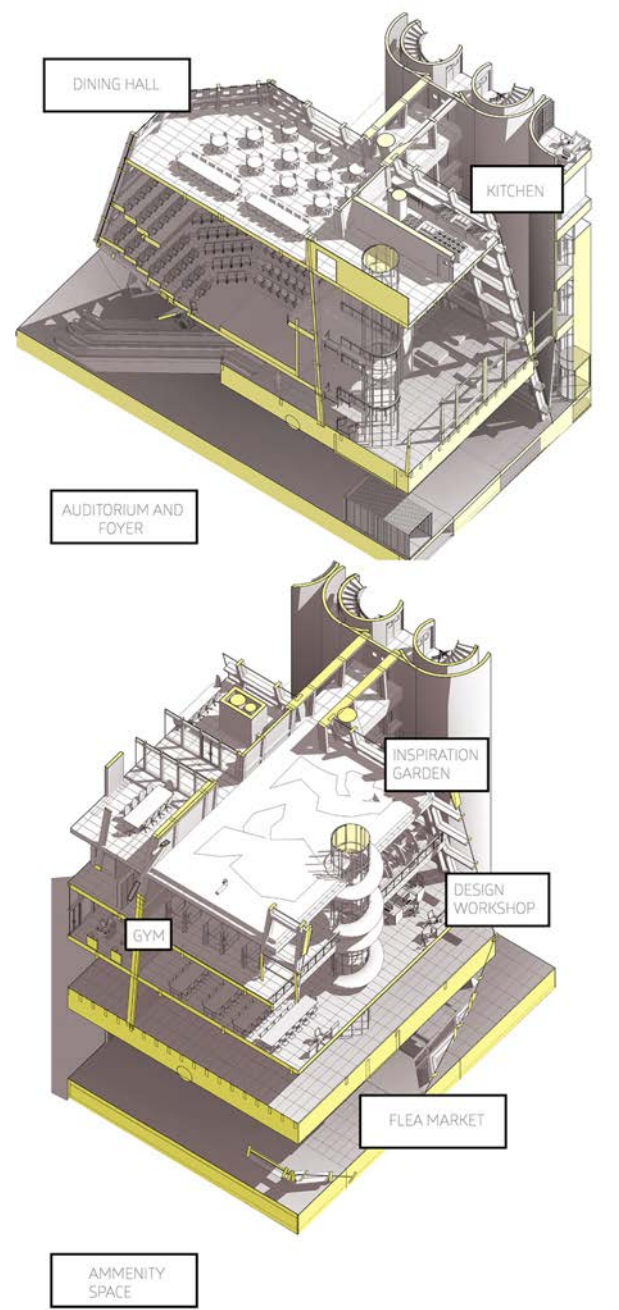 DINING HALL
KITCHEN
AUDITORIUM AND
FOYER
INSPIRATION
GARDEN
DESIGN
WORKSHOP
GYM
FLEA MARKET
AMMENITY
SPACE